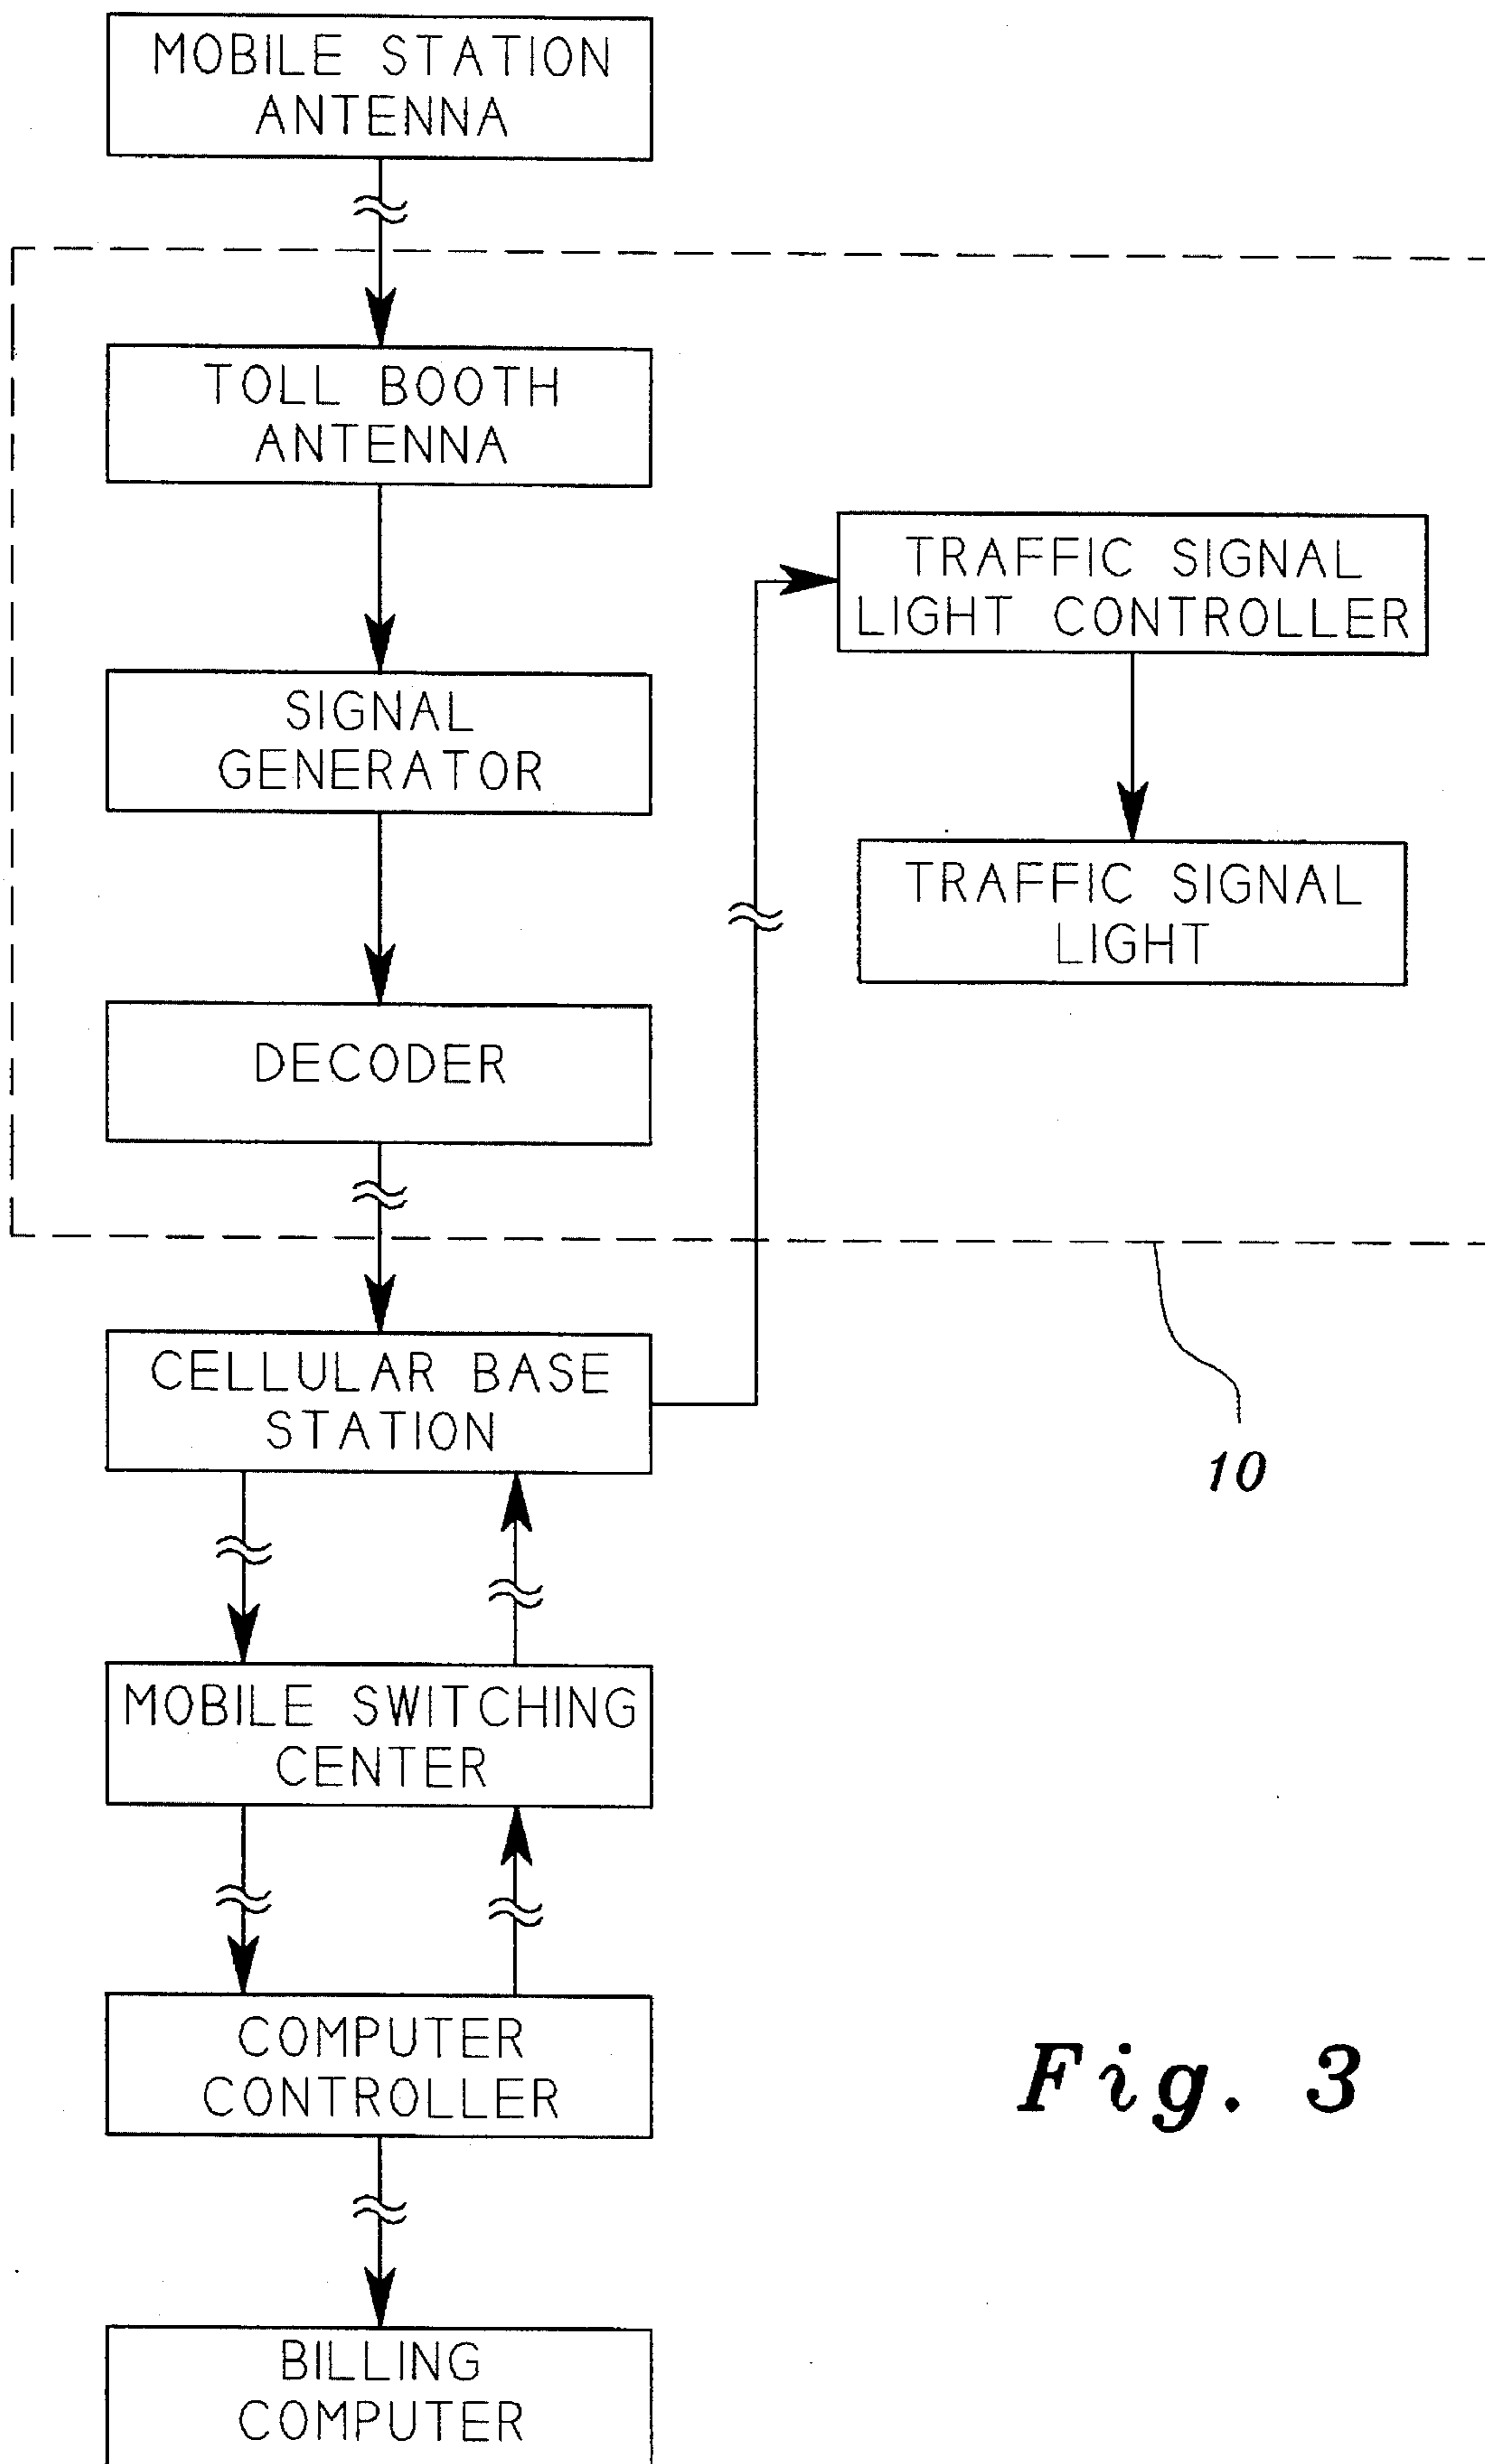 MOBILE STATION
ANTENNA
TOLL BOOTH
ANTENNA
SIGNAL
GENERATOR
DECODER
TRAFFIC SIGNAL
LIGHT CONTROLLER
TRAFFIC SIGNAL
LIGHT
CELLULAR BASE
STATION
10
MOBILE SWITCHING
CENTER
COMPUTER
CONTROLLER
BILLING
COMPUTER
Fig. 3